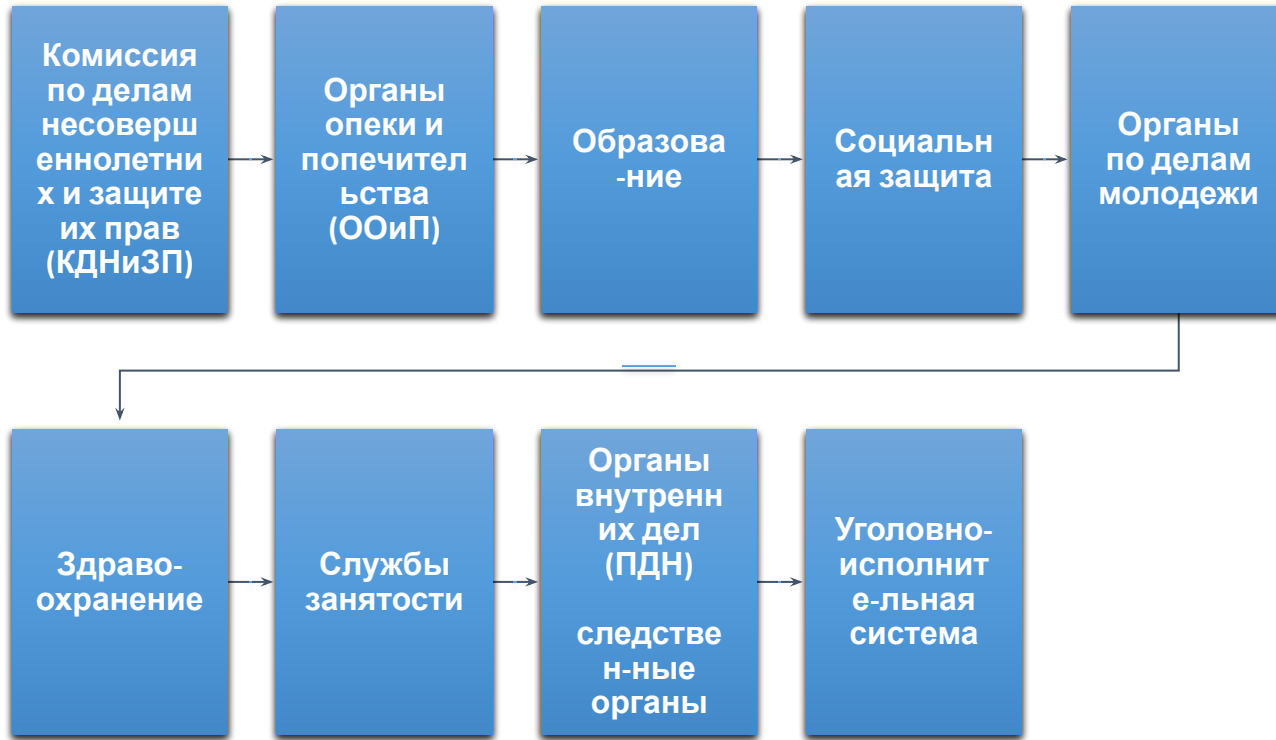 Комиссия
по делам
несоверш
еннолетни
х и защите
их прав
(КДНиЗП)
Органы
опеки и
попечител
ьства
(ООиП)
Образова
-ние
Социальн
ая защита
Органы
по делам
молодежи
Здраво-
охранение
Службы
занятости
Органы
внутренн
их дел
(ПДН)
следстве
н-ные
органы
Уголовно-
исполнит
е-льная
система